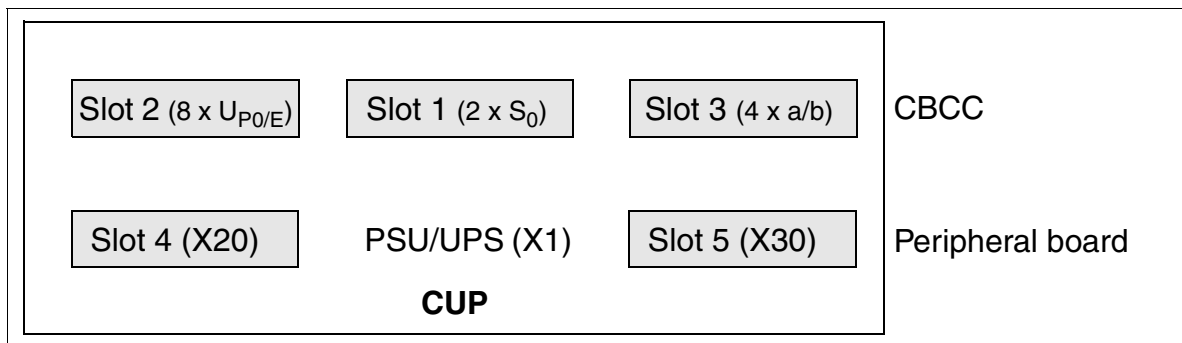 Slot 2 (8 x UP0/E) Slot 1 (2 x S0) Slot 3 (4 x a/b) CBCC
Slot 4 (X20) PSU/UPS (X1) Slot 5 (X30) Peripheral board
CUP